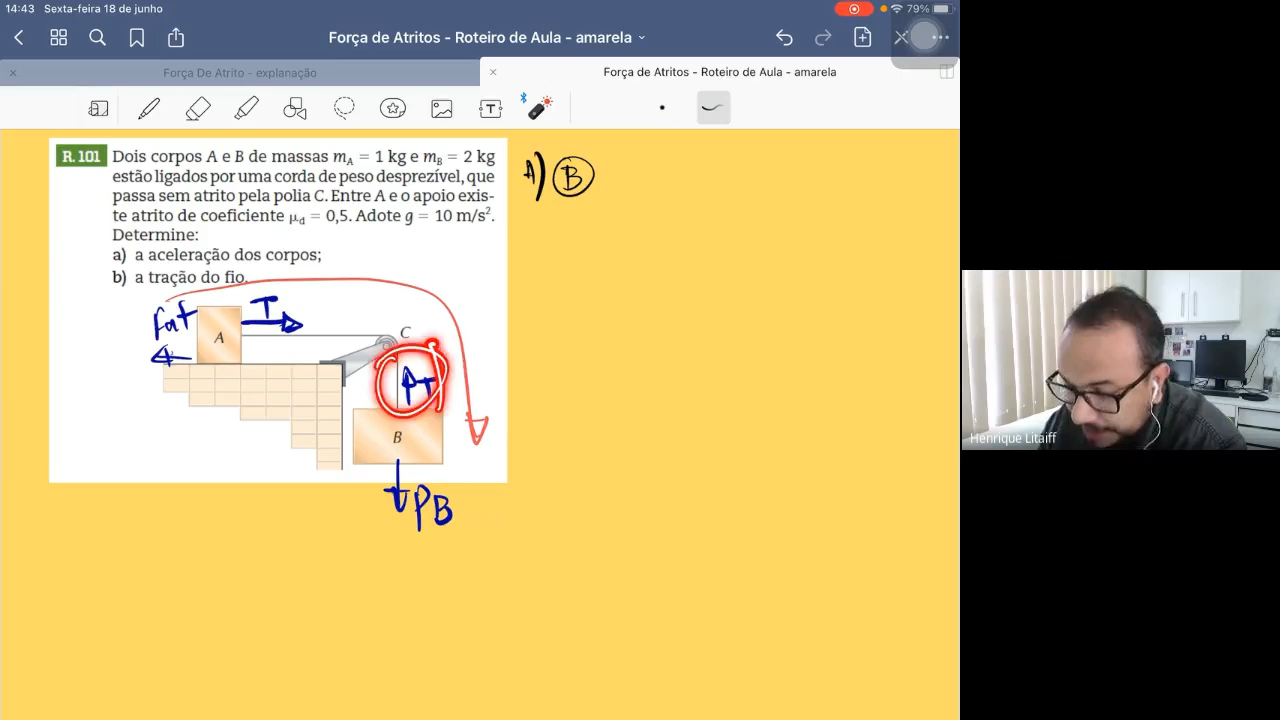 14:43 Sexta-feira 18 de junho
79%
Força de Atritos - Roteiro de Aula - amarela
Força De Atrito - explanação
Força de Atritos - Roteiro de Aula - amarela
T
R. 101 Dois corpos A e B de massas mA = 1 kg e mB = 2 kg
estão ligados por uma corda de peso desprezível, que
passa sem atrito pela polia C. Entre A e o apoio exis-
te atrito de coeficiente μd = 0,5. Adote g = 10 m/s².
Determine:
a) a aceleração dos corpos;
b) a tração do fio.
A) B
Fat
T
A
C
T
B
PB
Henrique Litaiff